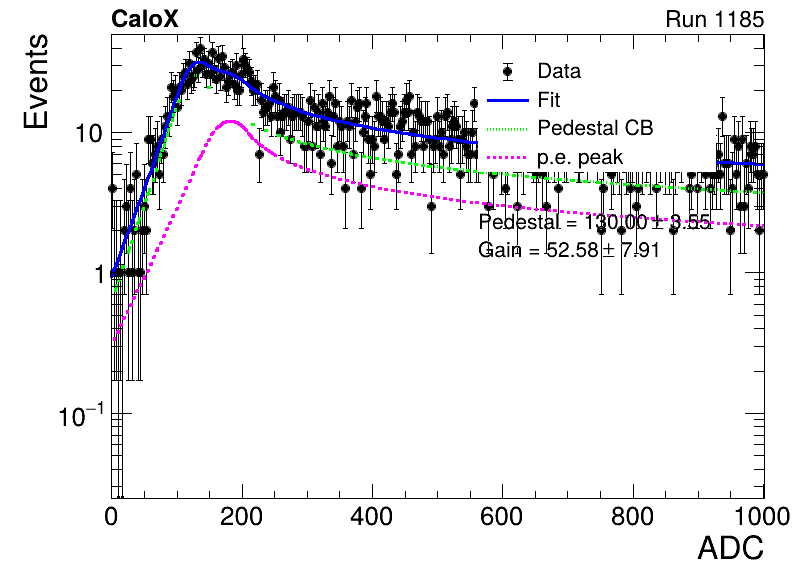 CaloX Run 1185
Events
Data
Fit
Pedestal CB
p.e. peak
Pedestal = 130.00 ± 3.55
Gain = 52.58 ± 7.91
10
1
10⁻¹
0 200 400 600 800 1000
ADC